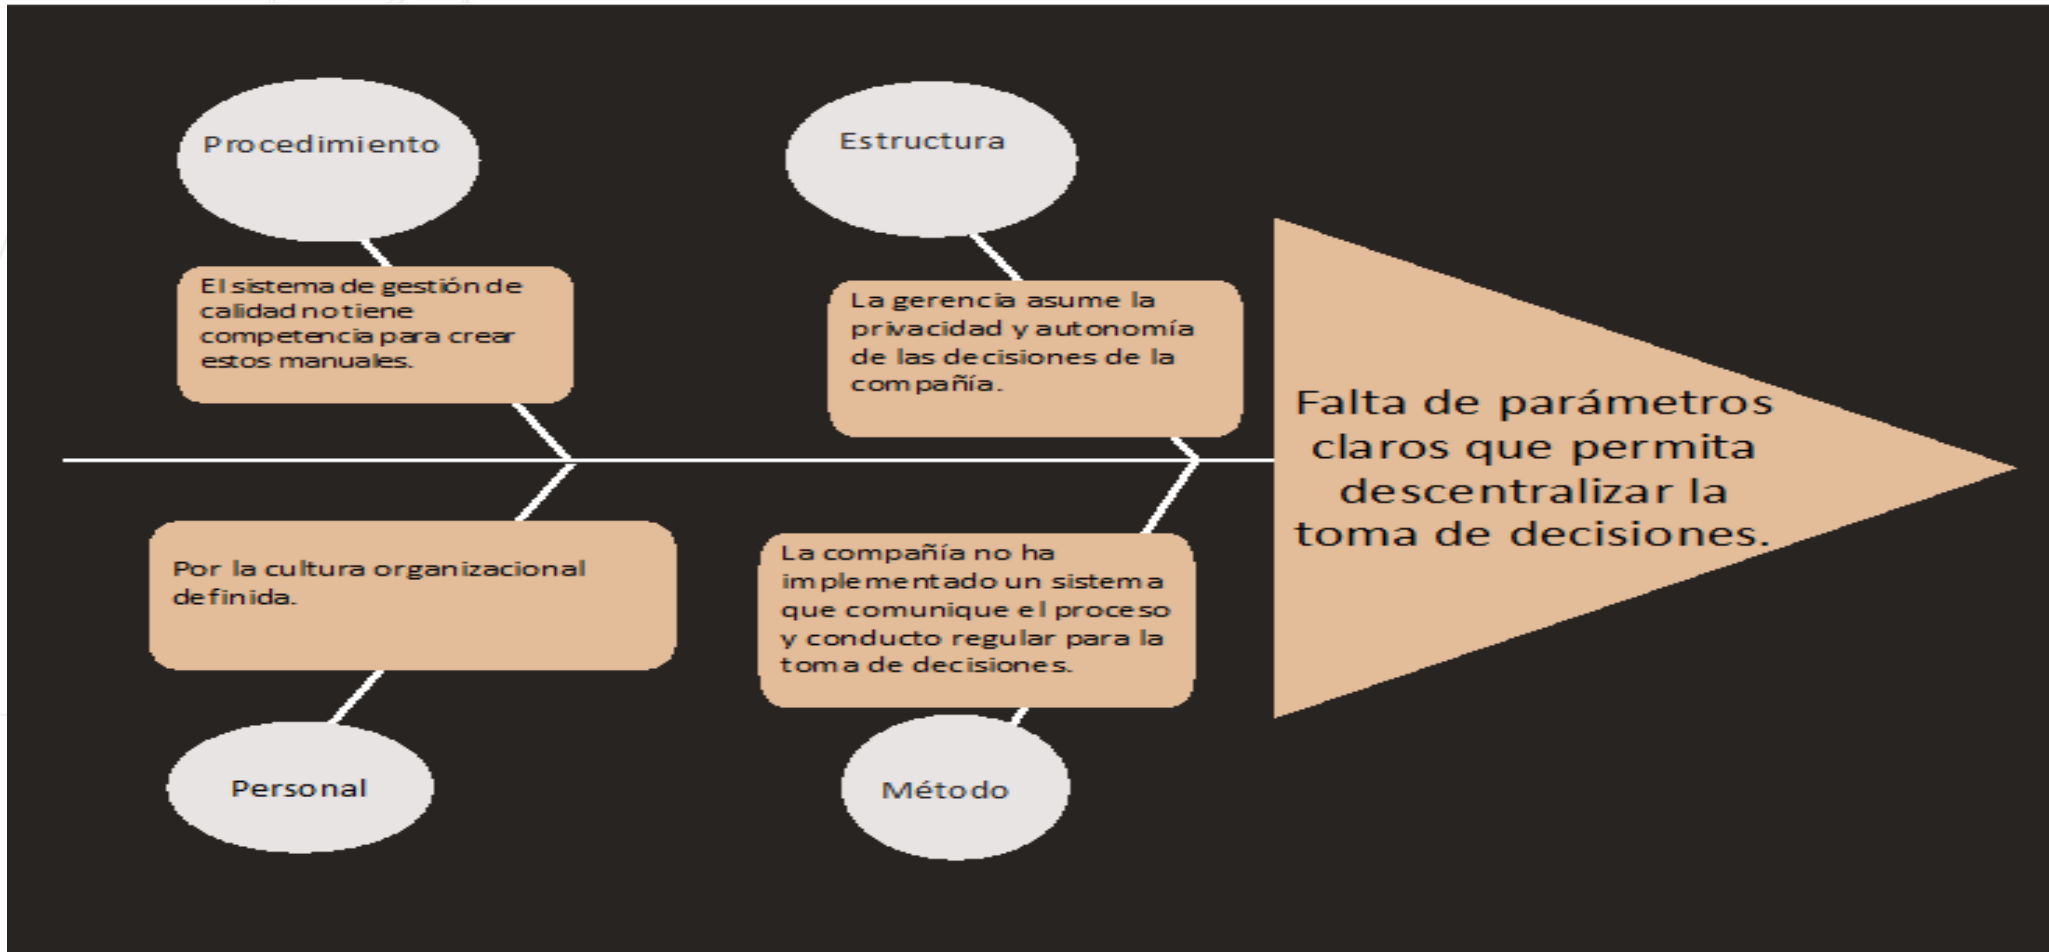 Procedimiento
Estructura
El sistema de gestión de
calidad no tiene
competencia para crear
estos manuales.
La gerencia asume la
privacidad y autonomía
de las decisiones de la
compañía.
Falta de parámetros
claros que permita
descentralizar la
toma de decisiones.
Por la cultura organizacional
definida.
La compañía no ha
implementado un sistema
que comunique el proceso
y conducto regular para la
toma de decisiones.
Personal
Método